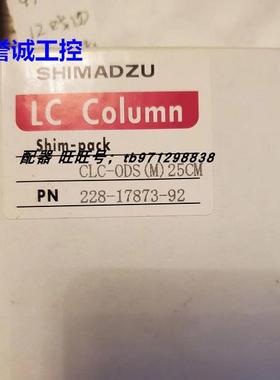 誉诚工控
SHIMADZU
LC Column
Shim-pack
配器 旺旺号:tb971298838
CLC-ODS(M)25CM
PN 228-17873-92